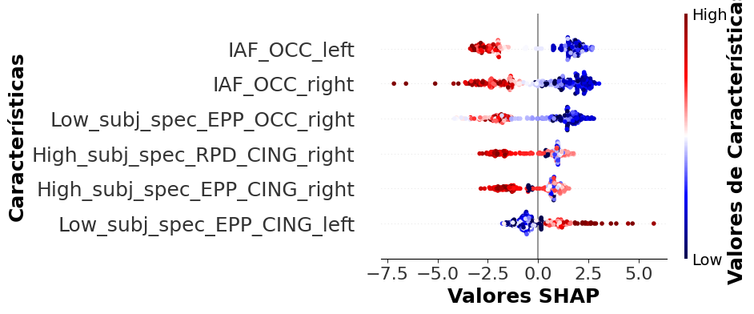 Características
IAF_OCC_left
IAF_OCC_right
Low_subj_spec_EPP_OCC_right
High_subj_spec_RPD_CING_right
High_subj_spec_EPP_CING_right
Low_subj_spec_EPP_CING_left
−7.5 −5.0 −2.5 0.0 2.5 5.0
Valores SHAP
High
Low
Valores de Características